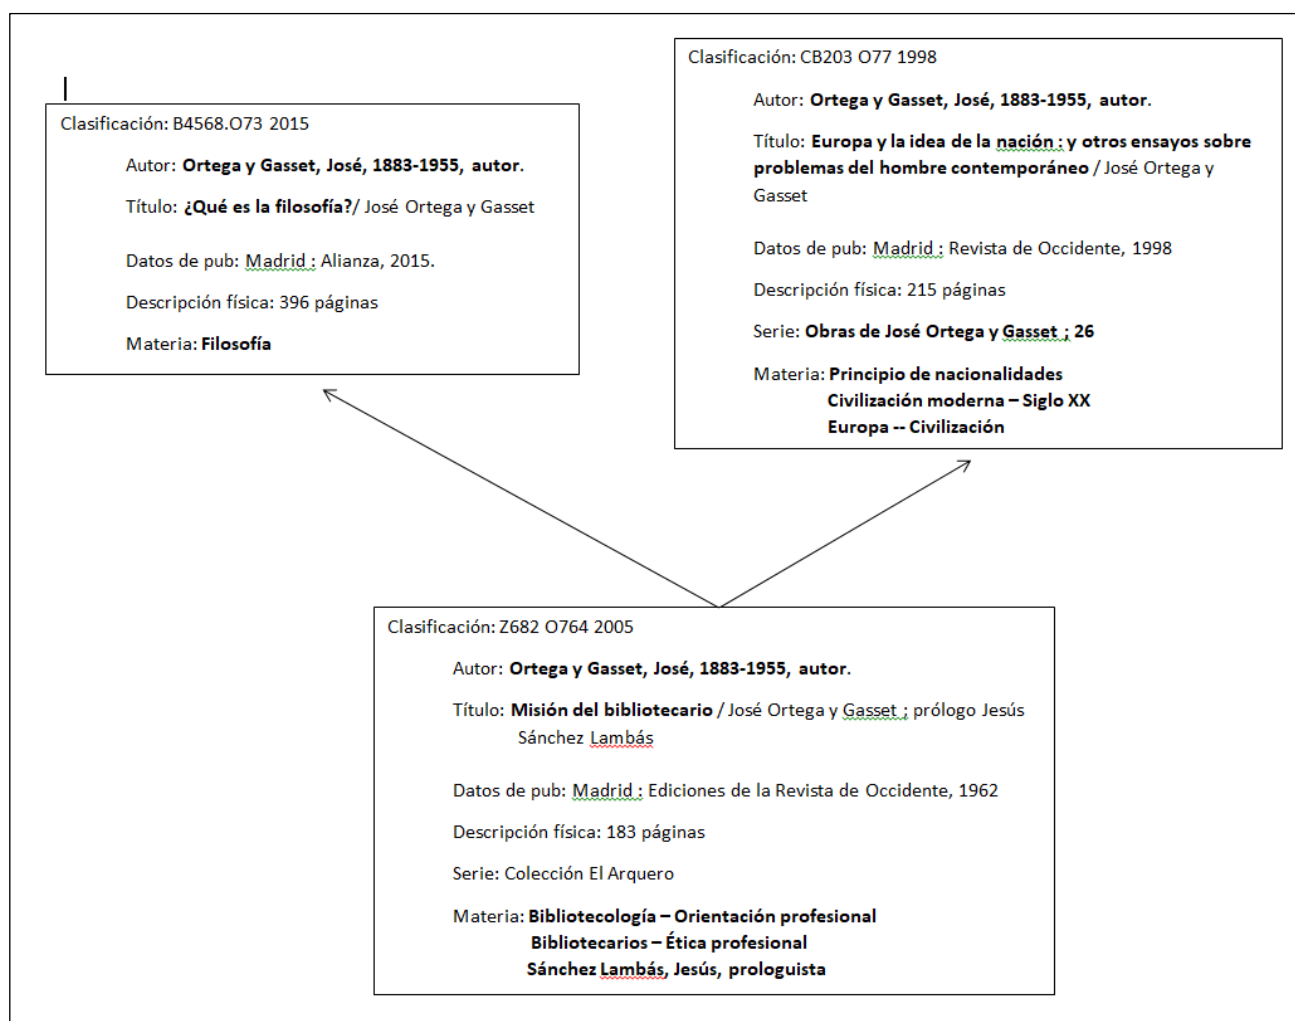 Clasificación: B4568.O73 2015
Autor: Ortega y Gasset, José, 1883-1955, autor.
Título: ¿Qué es la filosofía?/ José Ortega y Gasset
Datos de pub: Madrid : Alianza, 2015.
Descripción física: 396 páginas
Materia: Filosofía
Clasificación: CB203 O77 1998
Autor: Ortega y Gasset, José, 1883-1955, autor.
Título: Europa y la idea de la nación : y otros ensayos sobre
problemas del hombre contemporáneo / José Ortega y
Gasset
Datos de pub: Madrid : Revista de Occidente, 1998
Descripción física: 215 páginas
Serie: Obras de José Ortega y Gasset ; 26
Materia: Principio de nacionalidades
Civilización moderna – Siglo XX
Europa -- Civilización
Clasificación: Z682 O764 2005
Autor: Ortega y Gasset, José, 1883-1955, autor.
Título: Misión del bibliotecario / José Ortega y Gasset ; prólogo Jesús
Sánchez Lambás
Datos de pub: Madrid : Ediciones de la Revista de Occidente, 1962
Descripción física: 183 páginas
Serie: Colección El Arquero
Materia: Bibliotecología – Orientación profesional
Bibliotecarios – Ética profesional
Sánchez Lambás, Jesús, prologuista